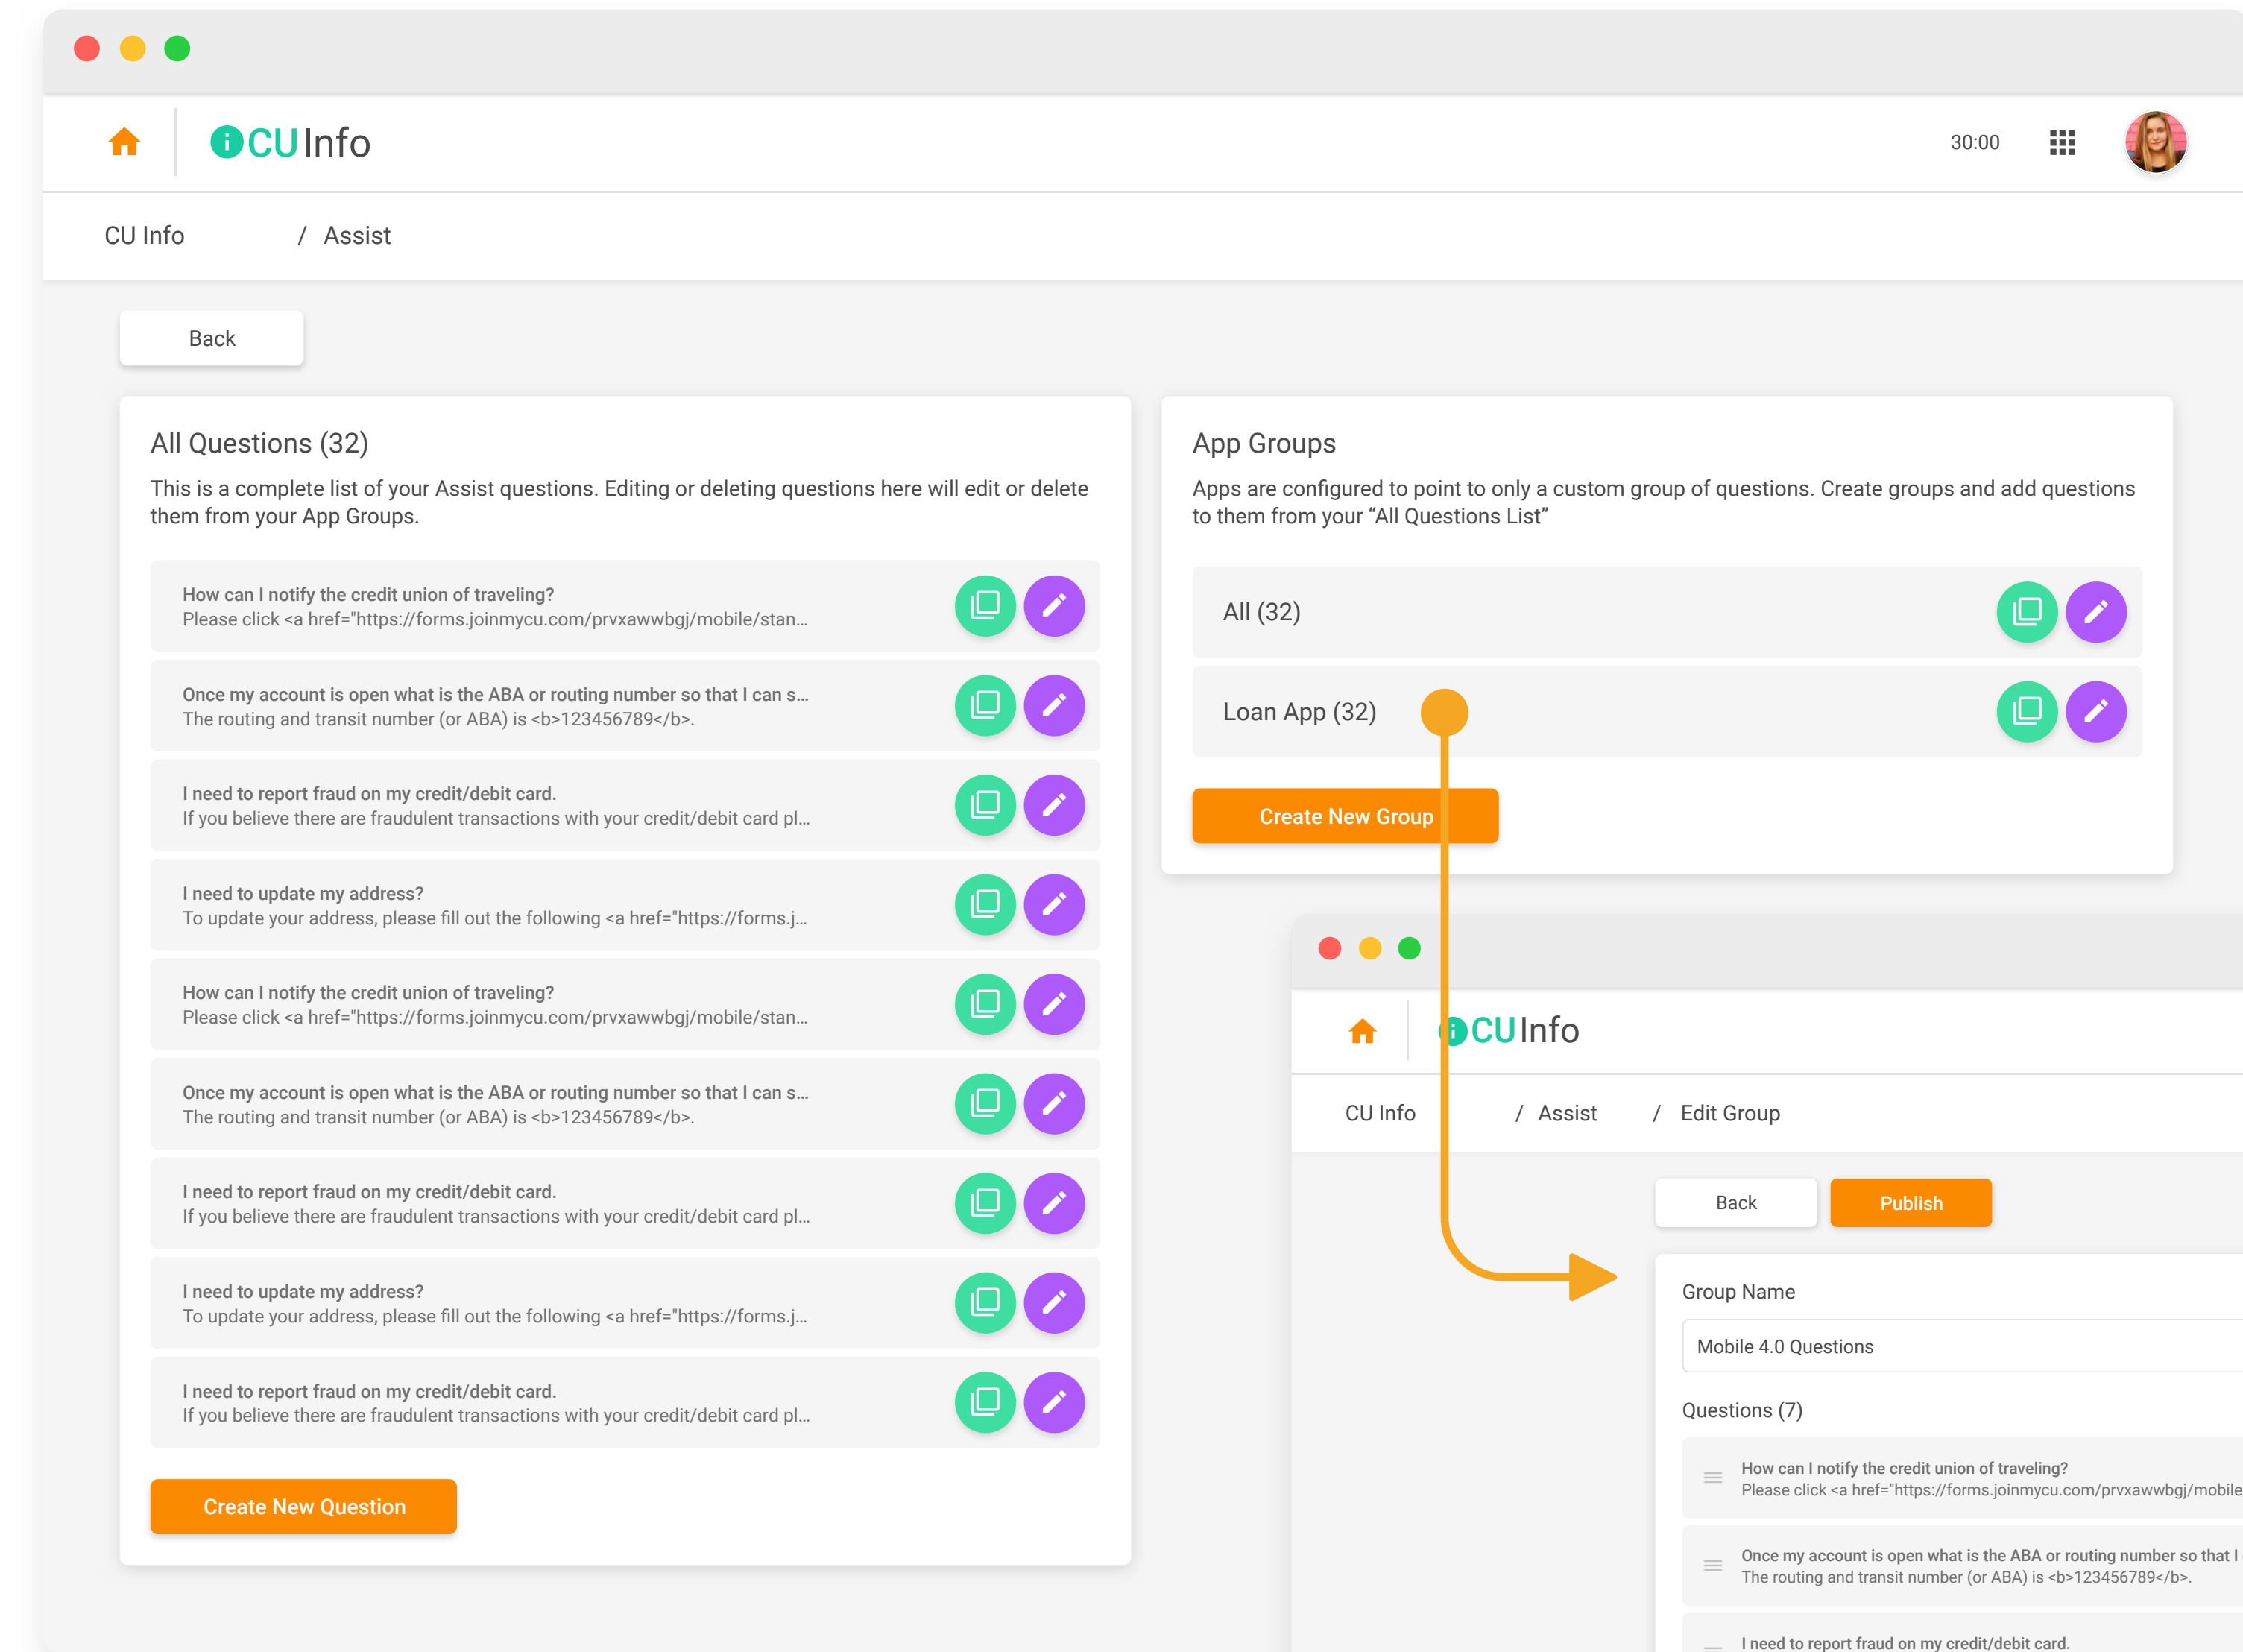 CUInfo
30:00
CU Info / Assist
Back
All Questions (32)
This is a complete list of your Assist questions. Editing or deleting questions here will edit or delete
them from your App Groups.
How can I notify the credit union of traveling?
Please click <a href="https://forms.joinmycu.com/prvxawwbgj/mobile/stan...
Once my account is open what is the ABA or routing number so that I can s...
The routing and transit number (or ABA) is <b>123456789</b>.
I need to report fraud on my credit/debit card.
If you believe there are fraudulent transactions with your credit/debit card pl...
I need to update my address?
To update your address, please fill out the following <a href="https://forms.j...
How can I notify the credit union of traveling?
Please click <a href="https://forms.joinmycu.com/prvxawwbgj/mobile/stan...
Once my account is open what is the ABA or routing number so that I can s...
The routing and transit number (or ABA) is <b>123456789</b>.
I need to report fraud on my credit/debit card.
If you believe there are fraudulent transactions with your credit/debit card pl...
I need to update my address?
To update your address, please fill out the following <a href="https://forms.j...
I need to report fraud on my credit/debit card.
If you believe there are fraudulent transactions with your credit/debit card pl...
Create New Question
App Groups
Apps are configured to point to only a custom group of questions. Create groups and add questions
to them from your “All Questions List”
All (32)
Loan App (32)
Create New Group
CUInfo
CU Info / Assist / Edit Group
Back
Publish
Group Name
Mobile 4.0 Questions
Questions (7)
How can I notify the credit union of traveling?
Please click <a href="https://forms.joinmycu.com/prvxawwbgj/mobile
Once my account is open what is the ABA or routing number so that I
The routing and transit number (or ABA) is <b>123456789</b>.
I need to report fraud on my credit/debit card.